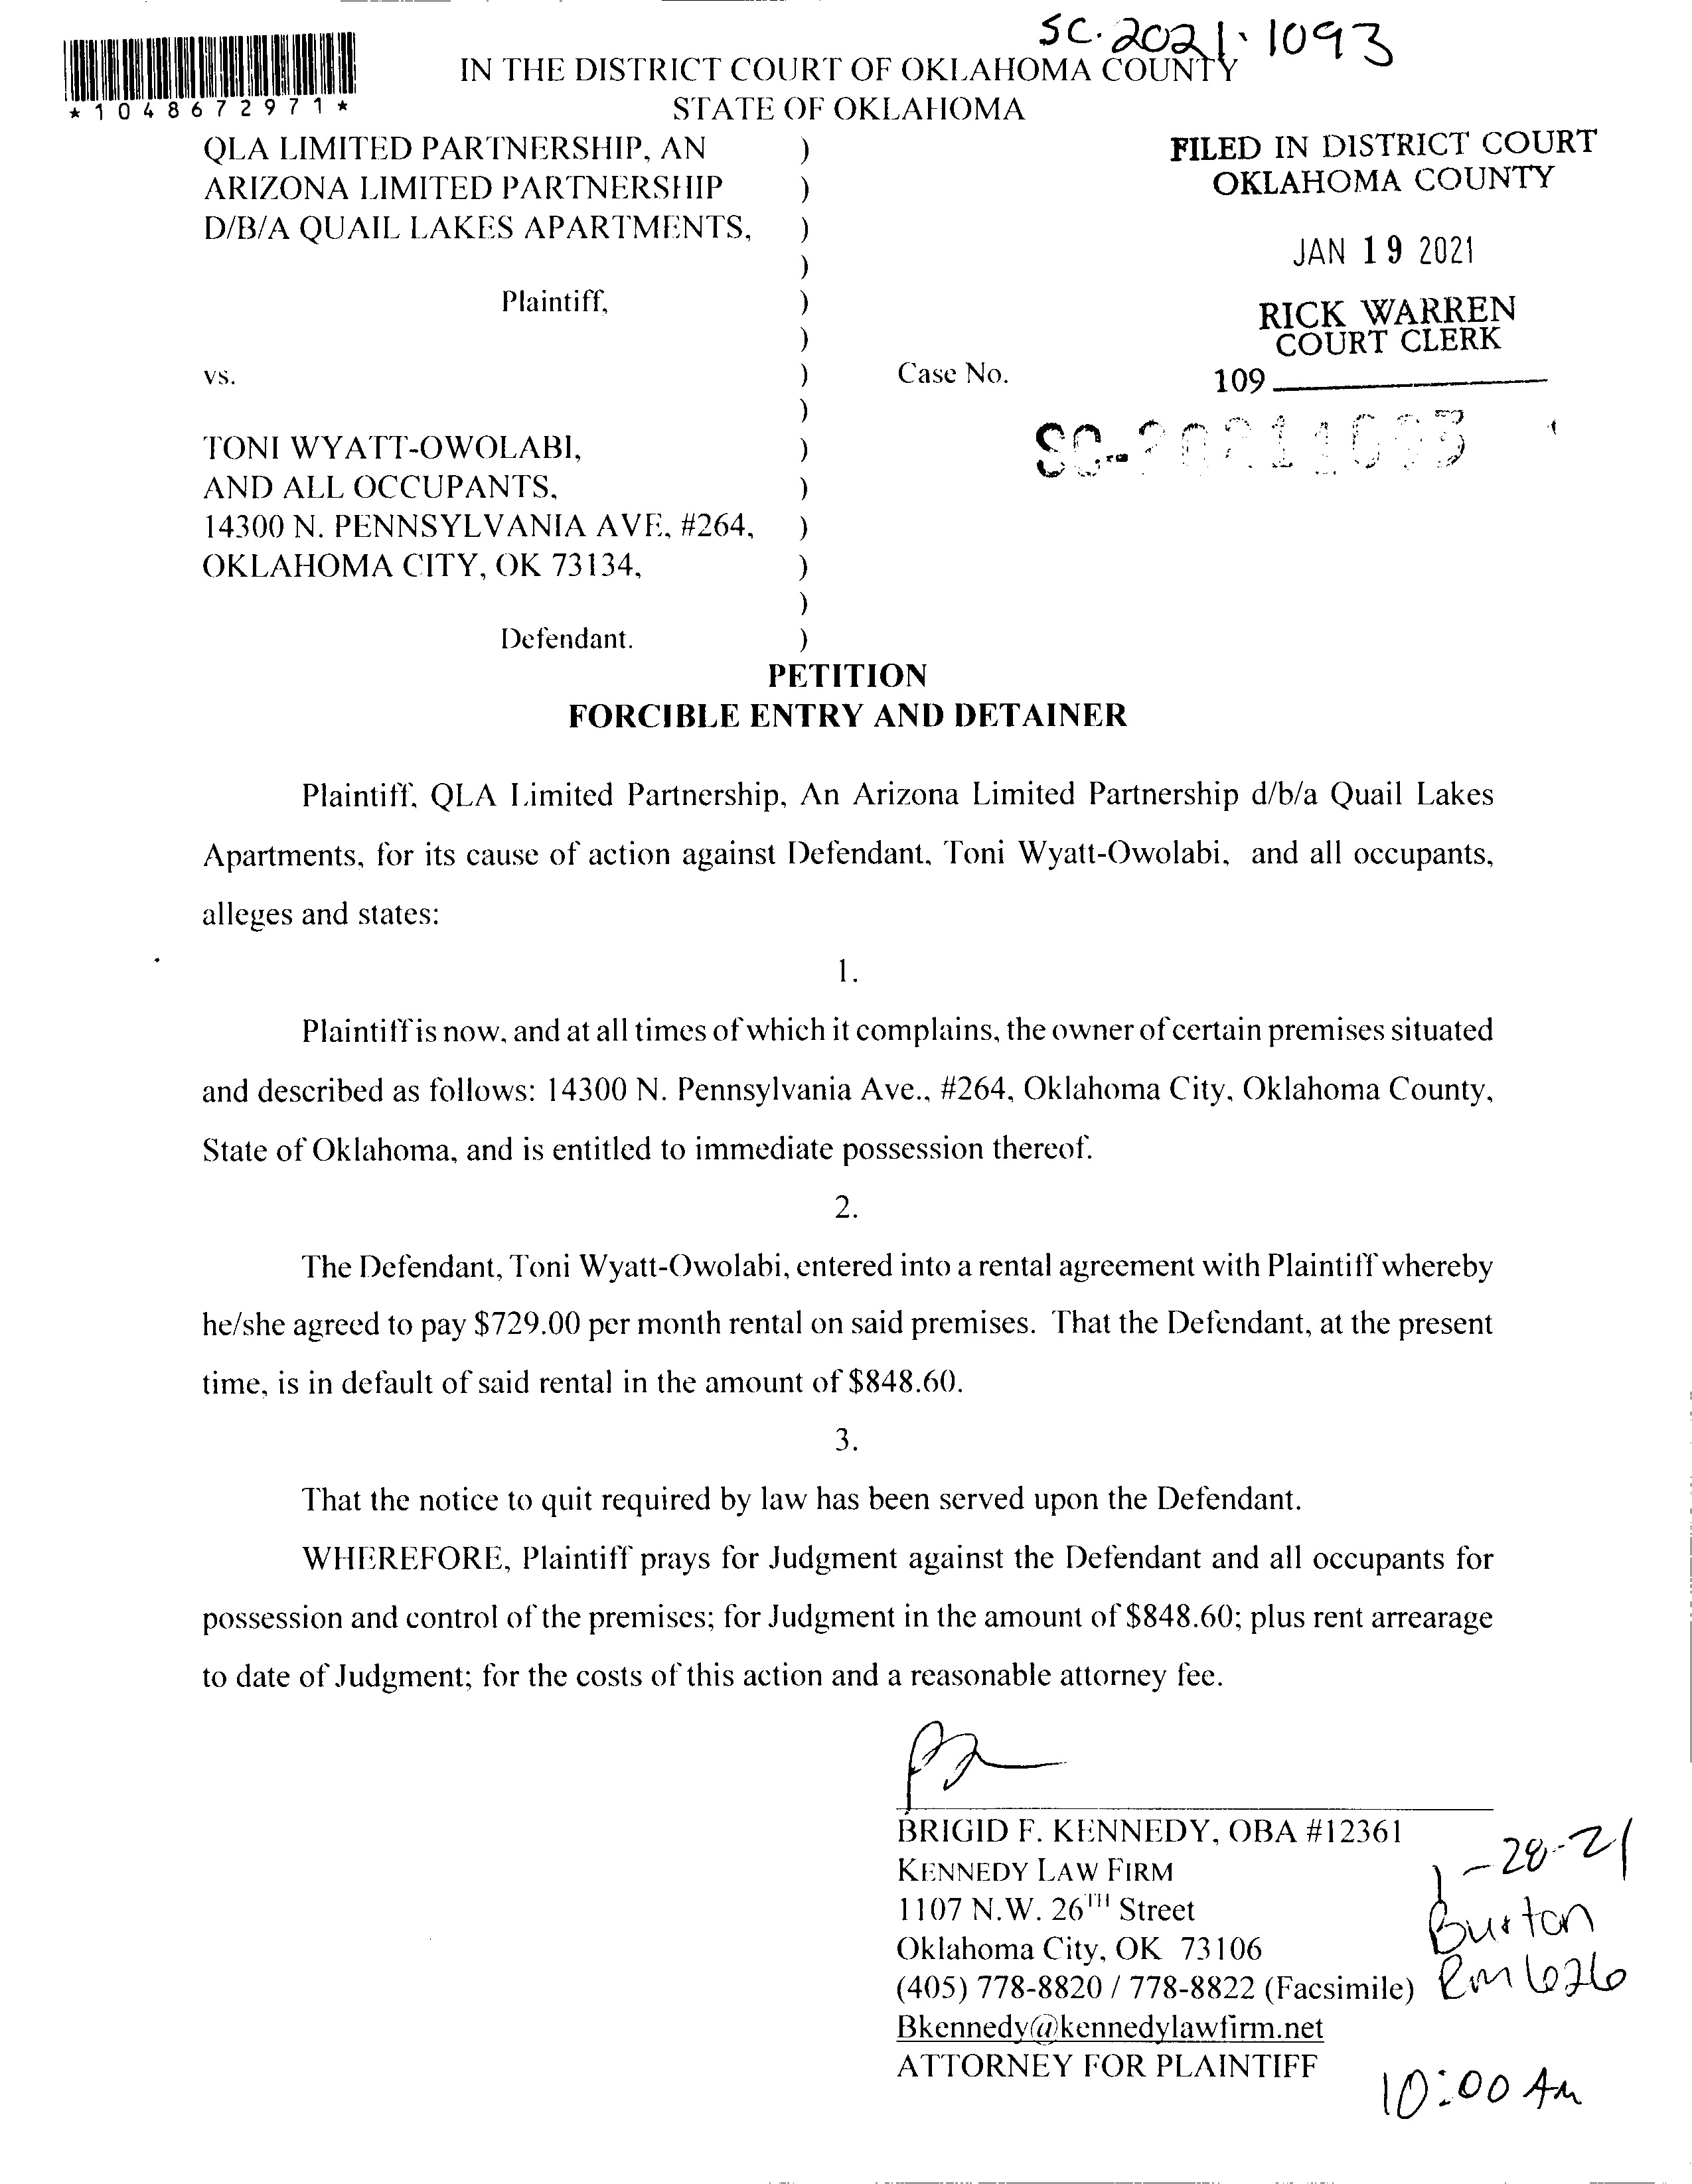 SC-2021-1093
*1048672971*
IN THE DISTRICT COURT OF OKLAHOMA COUNTY
STATE OF OKLAHOMA
QLA LIMITED PARTNERSHIP, AN )
ARIZONA LIMITED PARTNERSHIP )
D/B/A QUAIL LAKES APARTMENTS, )
)
Plaintiff, )
)
vs. ) Case No.
)
TONI WYATT-OWOLABI, )
AND ALL OCCUPANTS, )
14300 N. PENNSYLVANIA AVE, #264, )
OKLAHOMA CITY, OK 73134, )
)
Defendant. )
FILED IN DISTRICT COURT
OKLAHOMA COUNTY
JAN 19 2021
RICK WARREN
COURT CLERK
109
SC-20211093
PETITION
FORCIBLE ENTRY AND DETAINER
Plaintiff, QLA Limited Partnership, An Arizona Limited Partnership d/b/a Quail Lakes
Apartments, for its cause of action against Defendant, Toni Wyatt-Owolabi, and all occupants,
alleges and states:
1.
Plaintiff is now, and at all times of which it complains, the owner of certain premises situated
and described as follows: 14300 N. Pennsylvania Ave., #264, Oklahoma City, Oklahoma County,
State of Oklahoma, and is entitled to immediate possession thereof.
2.
The Defendant, Toni Wyatt-Owolabi, entered into a rental agreement with Plaintiff whereby
he/she agreed to pay $729.00 per month rental on said premises. That the Defendant, at the present
time, is in default of said rental in the amount of $848.60.
3.
That the notice to quit required by law has been served upon the Defendant.
WHEREFORE, Plaintiff prays for Judgment against the Defendant and all occupants for
possession and control of the premises; for Judgment in the amount of $848.60; plus rent arrearage
to date of Judgment; for the costs of this action and a reasonable attorney fee.
BRIGID F. KENNEDY, OBA #12361
KENNEDY LAW FIRM
1107 N.W. 26TH Street
Oklahoma City, OK 73106
(405) 778-8820 / 778-8822 (Facsimile)
Bkennedy@kennedylawfirm.net
ATTORNEY FOR PLAINTIFF
1-28-21
Burton
Rm 626
10:00 Am